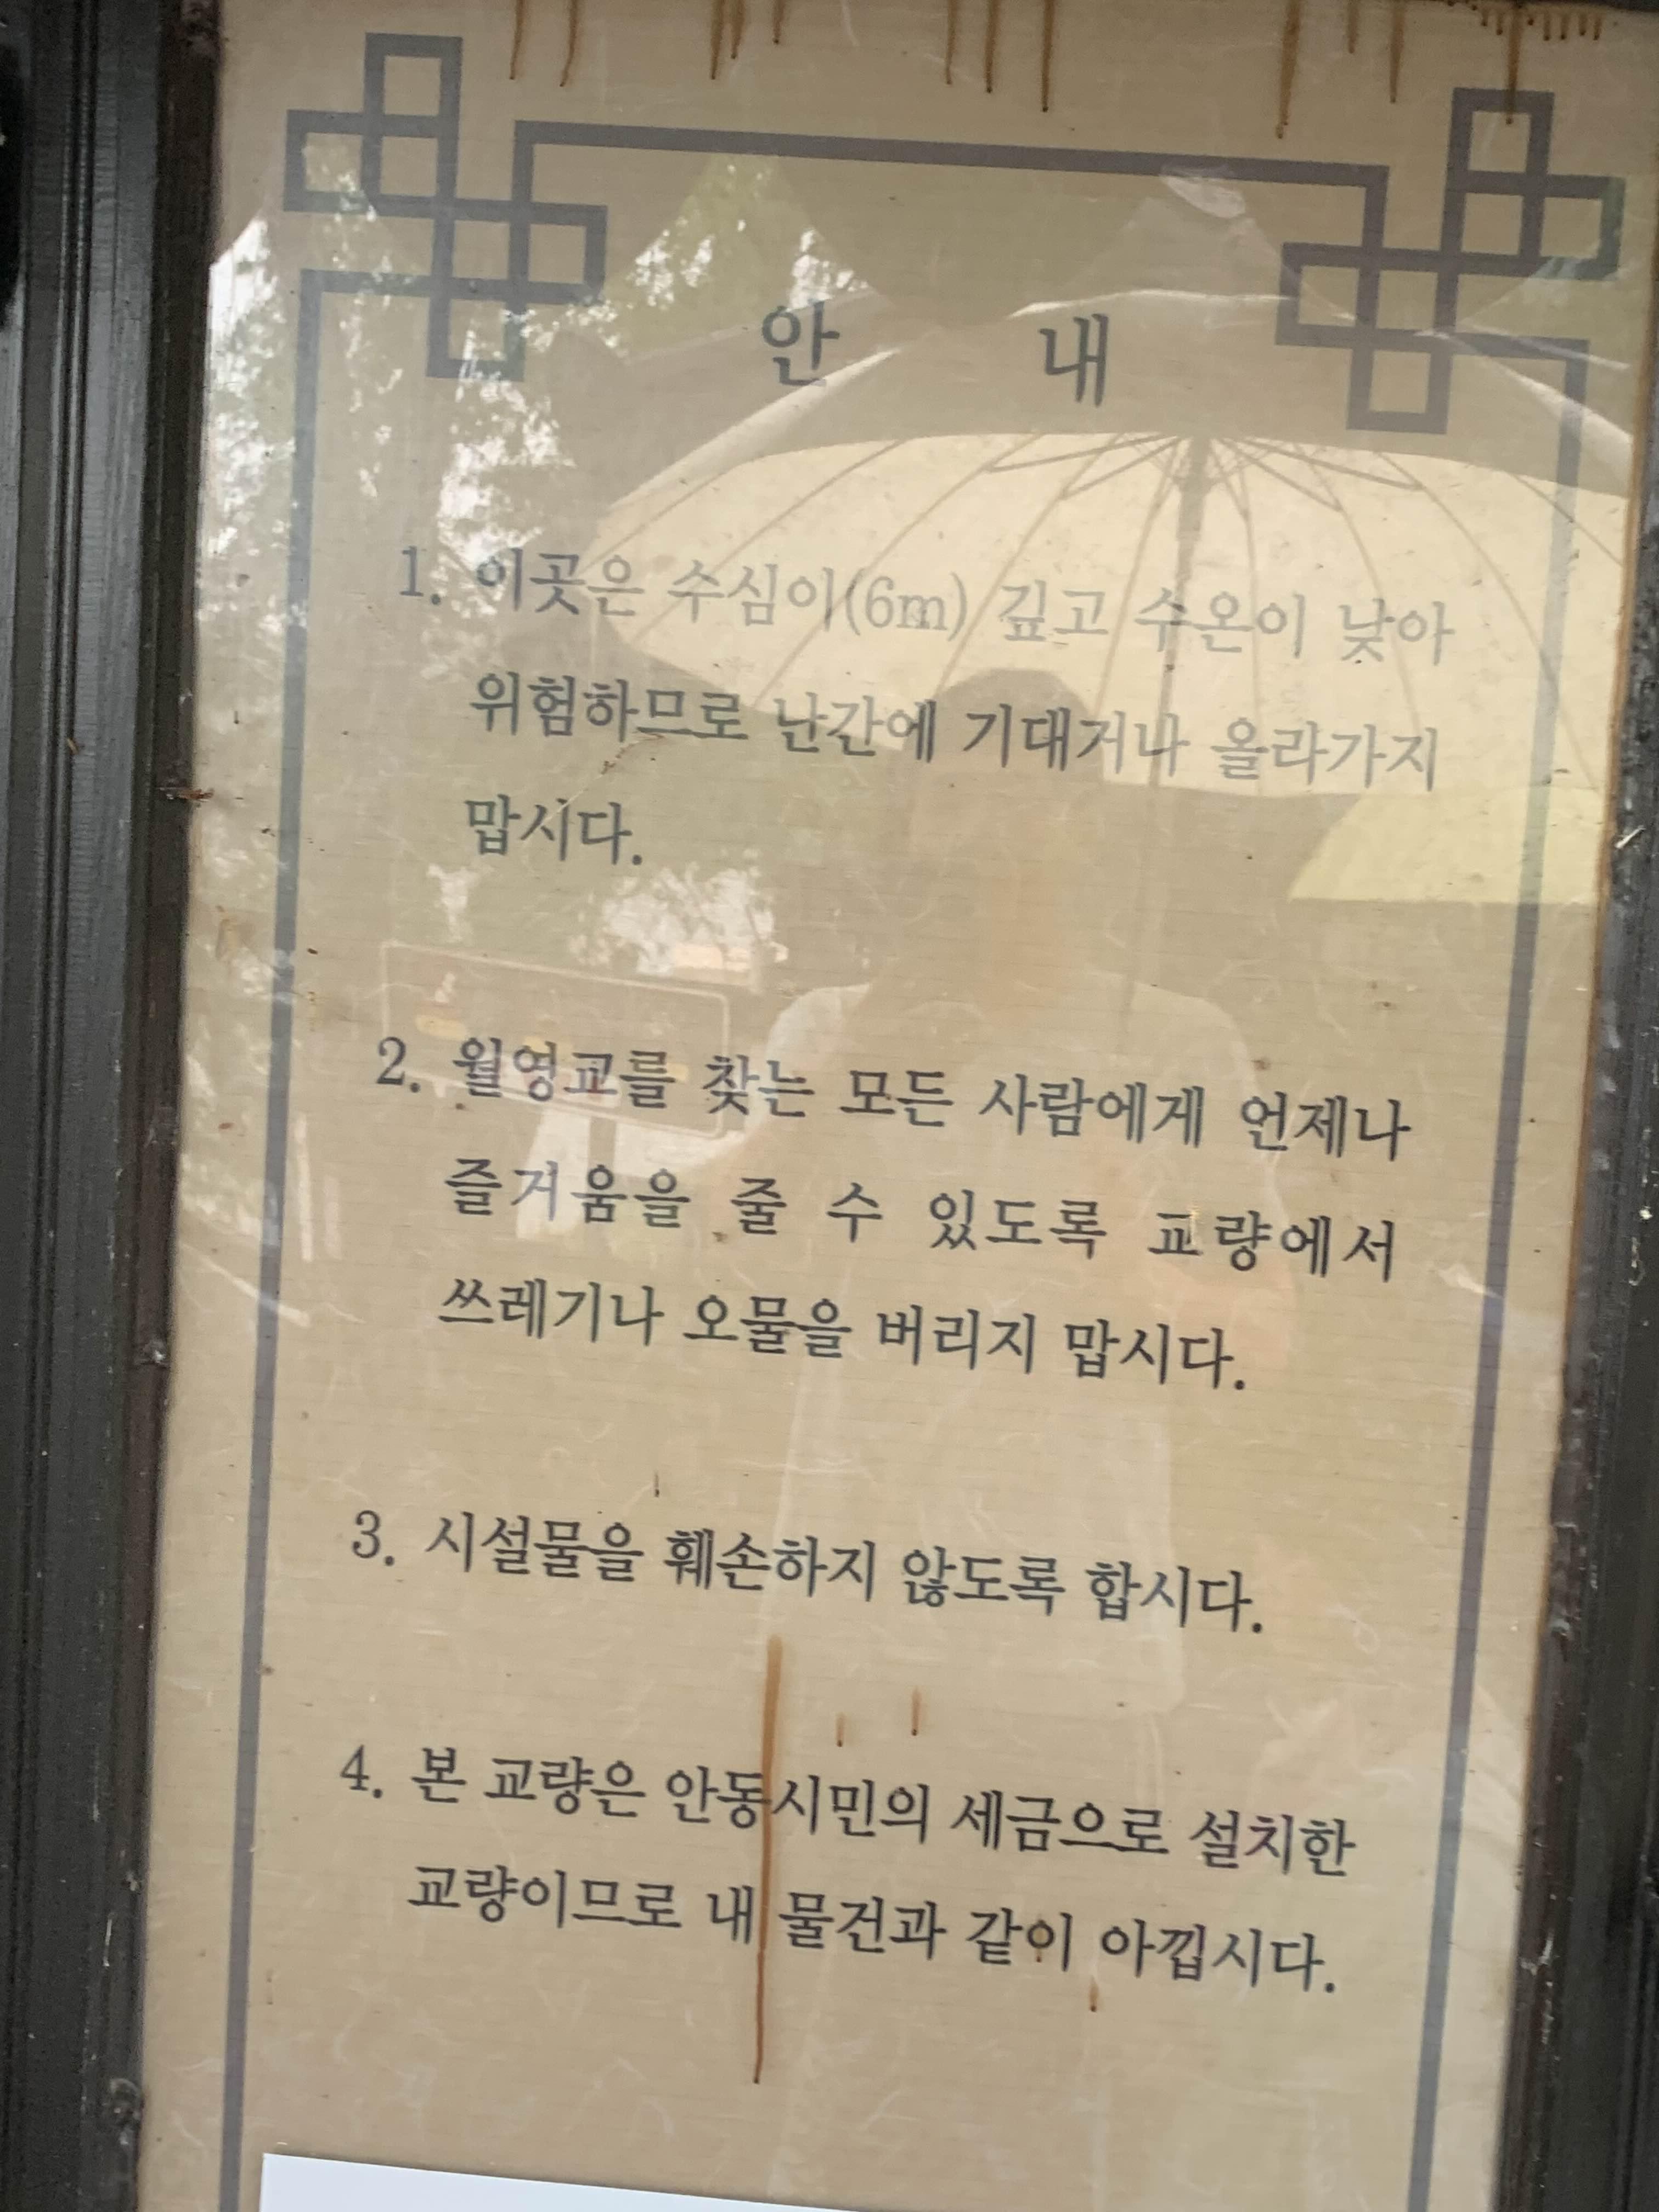 안 내
1. 이곳은 수심이(6m) 깊고 수온이 낮아
위험하므로 난간에 기대거나 올라가지
맙시다.
2. 월영교를 찾는 모든 사람에게 언제나
즐거움을 줄 수 있도록 교량에서
쓰레기나 오물을 버리지 맙시다.
3. 시설물을 훼손하지 않도록 합시다.
4. 본 교량은 안동시민의 세금으로 설치한
교량이므로 내 물건과 같이 아낍시다.